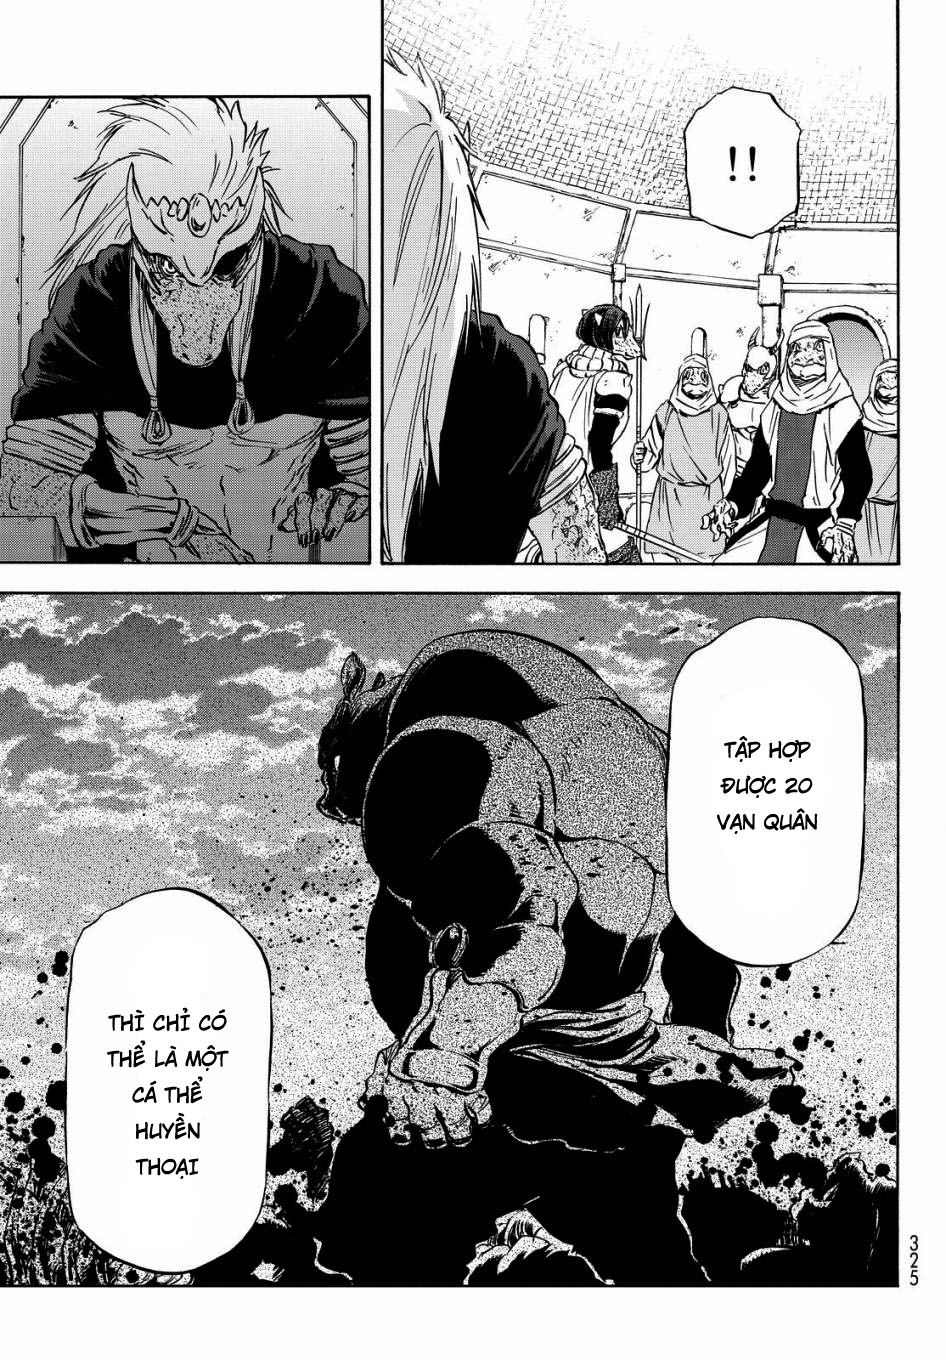 !!
TẬP HỢP
ĐƯỢC 20
VẠN QUÂN
THÌ CHỈ CÓ
THỂ LÀ MỘT
CÁ THỂ
HUYỀN
THOẠI
325